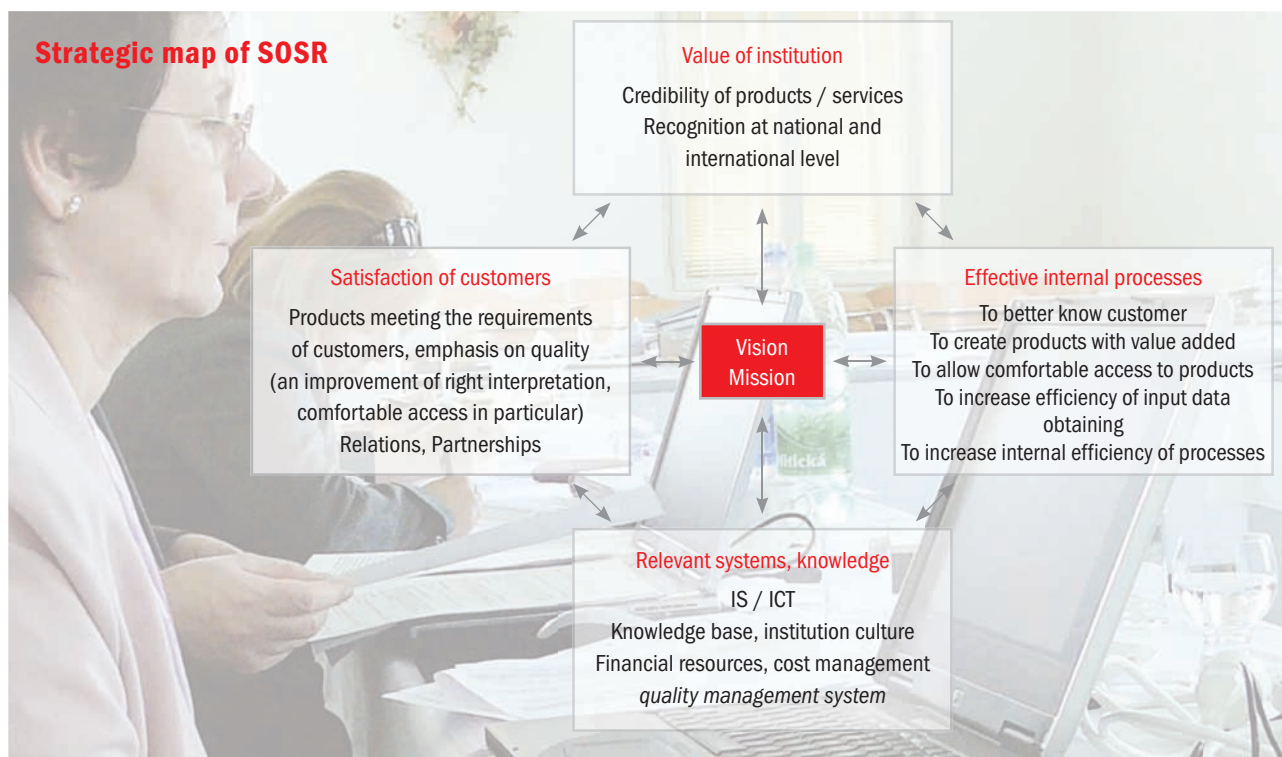 Strategic map of SOSR
Value of institution
Credibility of products / services
Recognition at national and
international level
Satisfaction of customers
Products meeting the requirements
of customers, emphasis on quality
(an improvement of right interpretation,
comfortable access in particular)
Relations, Partnerships
Vision
Mission
Effective internal processes
To better know customer
To create products with value added
To allow comfortable access to products
To increase efficiency of input data
obtaining
To increase internal efficiency of processes
Relevant systems, knowledge
IS / ICT
Knowledge base, institution culture
Financial resources, cost management
quality management system